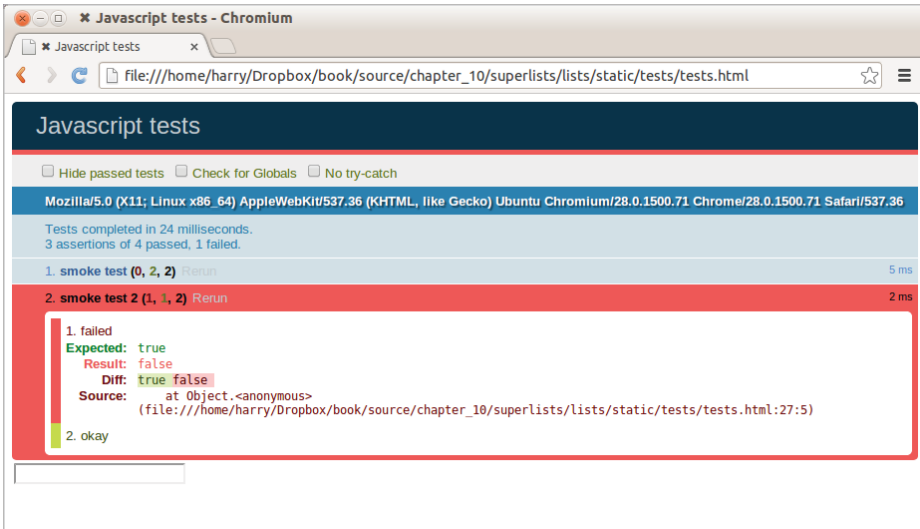 ✖ Javascript tests - Chromium
✖ Javascript tests x
file:///home/harry/Dropbox/book/source/chapter_10/superlists/lists/static/tests/tests.html
Javascript tests
Hide passed tests Check for Globals No try-catch
Mozilla/5.0 (X11; Linux x86_64) AppleWebKit/537.36 (KHTML, like Gecko) Ubuntu Chromium/28.0.1500.71 Chrome/28.0.1500.71 Safari/537.36
Tests completed in 24 milliseconds.
3 assertions of 4 passed, 1 failed.
1. smoke test (0, 2, 2) Rerun 5 ms
2. smoke test 2 (1, 1, 2) Rerun 2 ms
1. failed
Expected: true
Result: false
Diff: true false
Source: at Object.<anonymous>
(file:///home/harry/Dropbox/book/source/chapter_10/superlists/lists/static/tests/tests.html:27:5)
2. okay